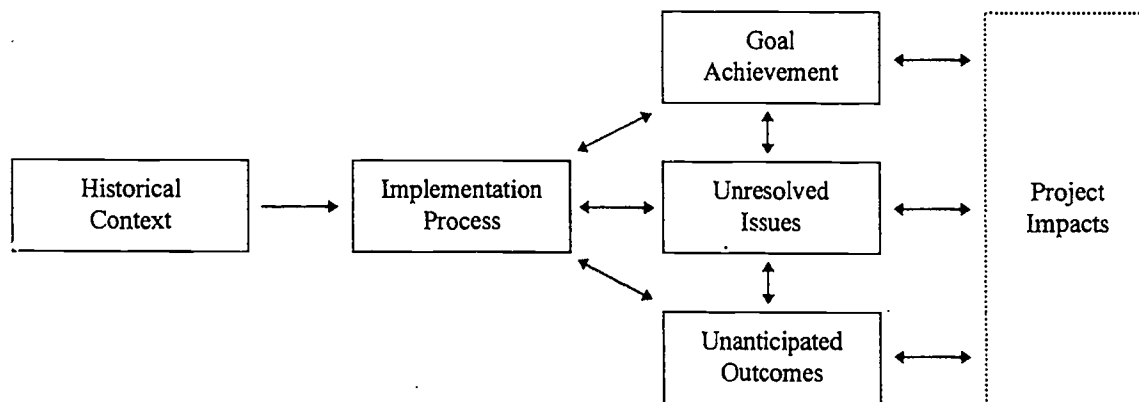 Goal
Achievement
Historical
Context
Implementation
Process
Unresolved
Issues
Project
Impacts
Unanticipated
Outcomes